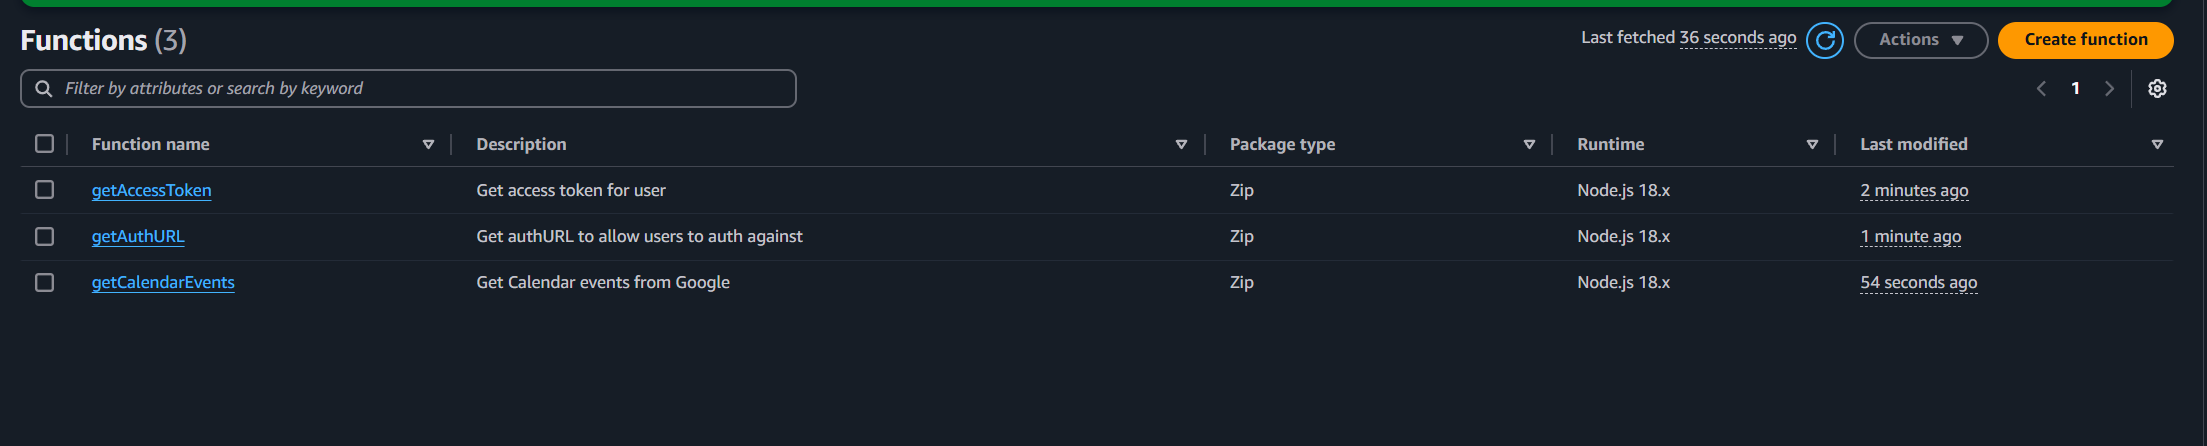 Functions (3)
Last fetched 36 seconds ago Actions Create function
Filter by attributes or search by keyword
1
Function name Description Package type Runtime Last modified
getAccessToken Get access token for user Zip Node.js 18.x 2 minutes ago
getAuthURL Get authURL to allow users to auth against Zip Node.js 18.x 1 minute ago
getCalendarEvents Get Calendar events from Google Zip Node.js 18.x 54 seconds ago